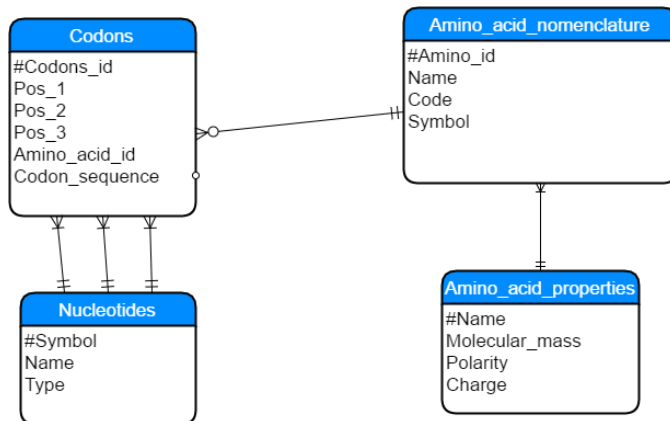 Codons
#Codons_id
Pos_1
Pos_2
Pos_3
Amino_acid_id
Codon_sequence
Amino_acid_nomenclature
#Amino_id
Name
Code
Symbol
Nucleotides
#Symbol
Name
Type
Amino_acid_properties
#Name
Molecular_mass
Polarity
Charge